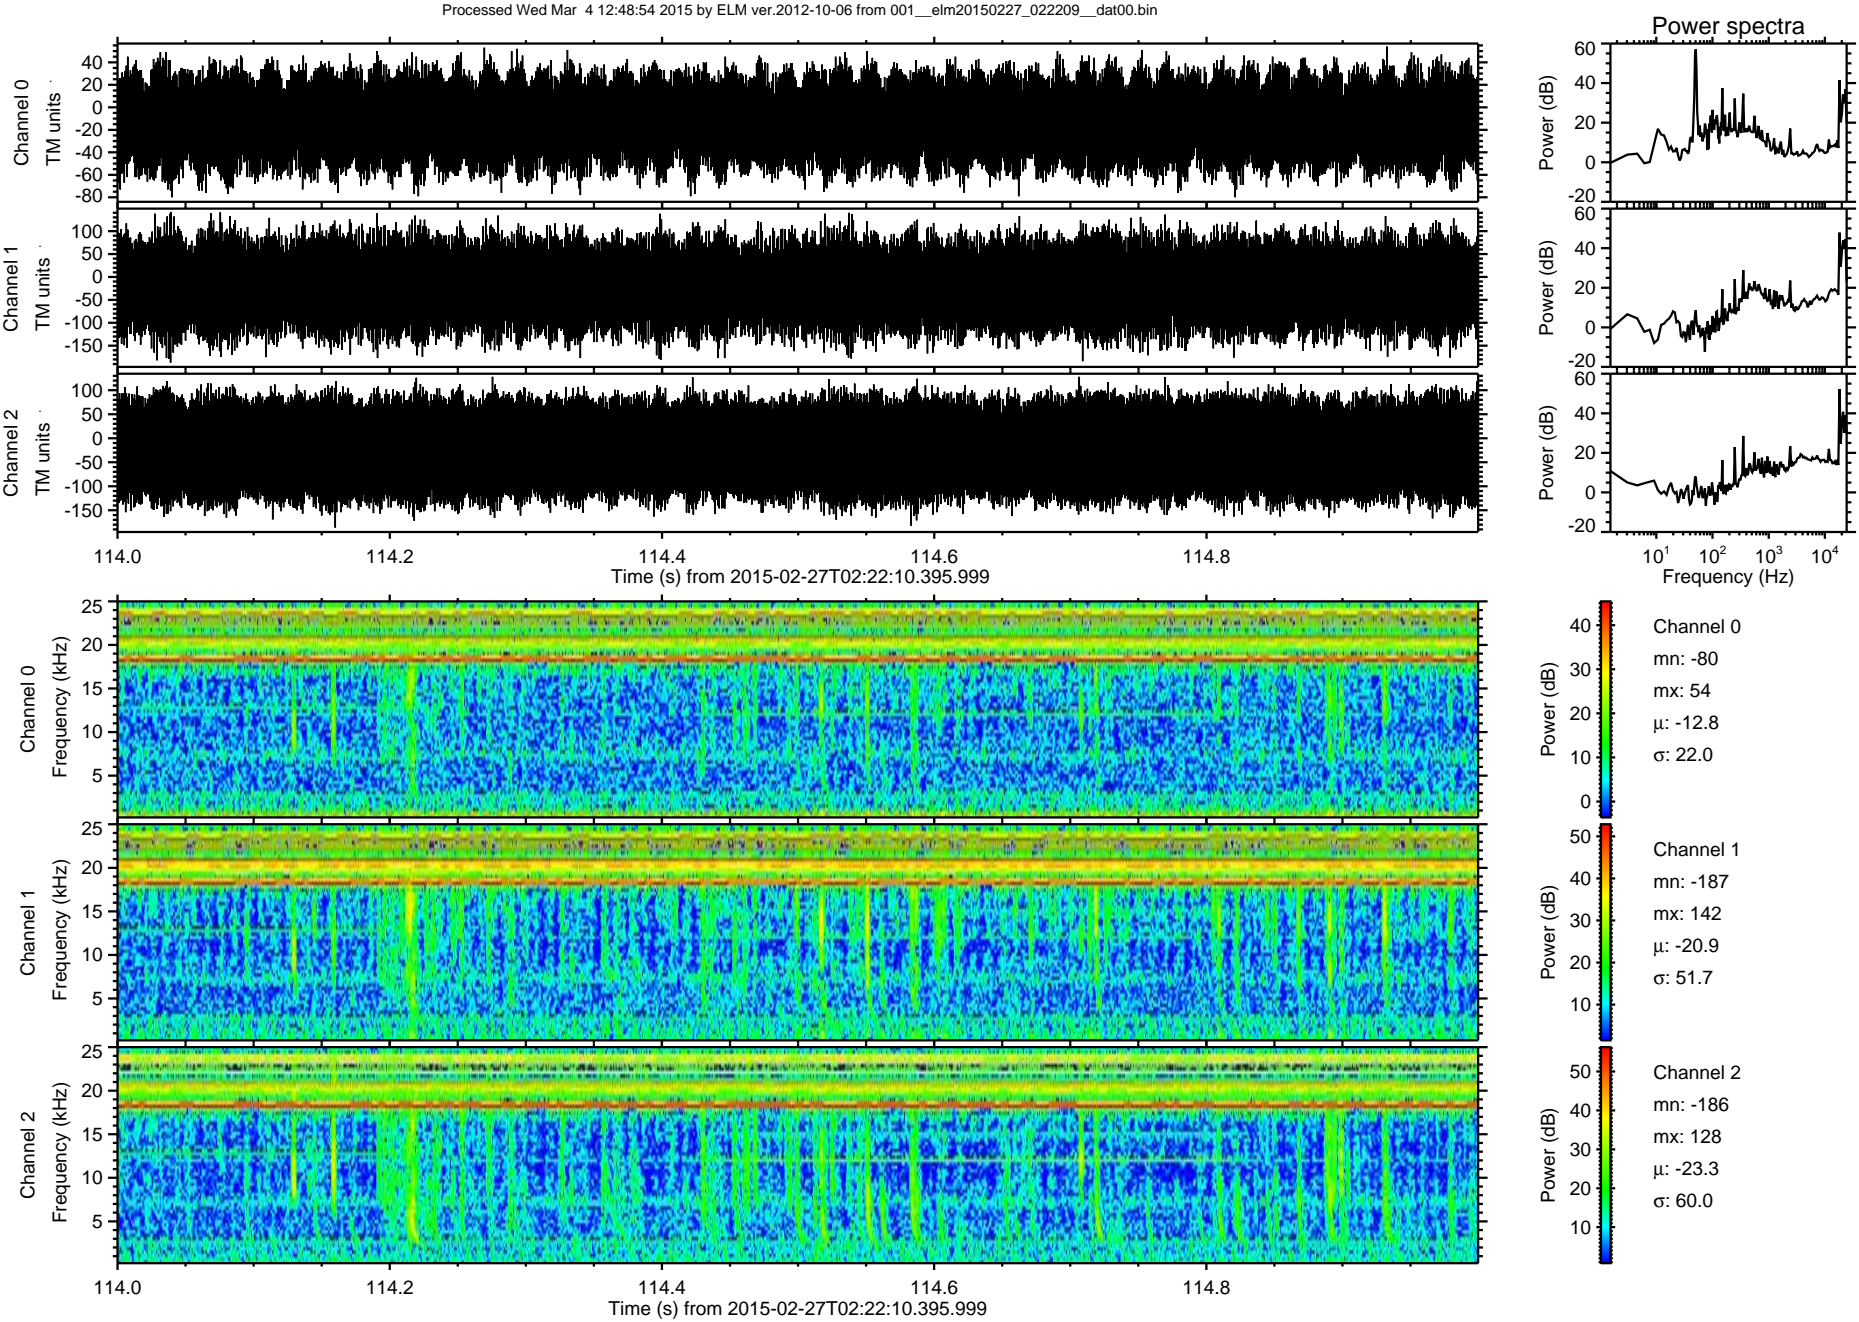 Processed Wed Mar  4 12:48:54 2015 by ELM ver.2012-10-06 from 001__elm20150227_022209__dat00.bin
Power spectra
Channel 0
TM units
40
20
0
-20
-40
-60
-80
Power (dB)
60
40
20
0
-20
Channel 1
TM units
100
50
0
-50
-100
-150
Power (dB)
60
40
20
0
-20
Channel 2
TM units
100
50
0
-50
-100
-150
Power (dB)
60
40
20
0
-20
114.0 114.2 114.4 114.6 114.8
Time (s) from 2015-02-27T02:22:10.395.999
10^1 10^2 10^3 10^4
Frequency (Hz)
Channel 0
Frequency (kHz)
25
20
15
10
5
Power (dB)
40
30
20
10
0
Channel 0
mn: -80
mx: 54
μ: -12.8
σ: 22.0
Channel 1
Frequency (kHz)
25
20
15
10
5
Power (dB)
50
40
30
20
10
Channel 1
mn: -187
mx: 142
μ: -20.9
σ: 51.7
Channel 2
Frequency (kHz)
25
20
15
10
5
Power (dB)
50
40
30
20
10
Channel 2
mn: -186
mx: 128
μ: -23.3
σ: 60.0
114.0 114.2 114.4 114.6 114.8
Time (s) from 2015-02-27T02:22:10.395.999